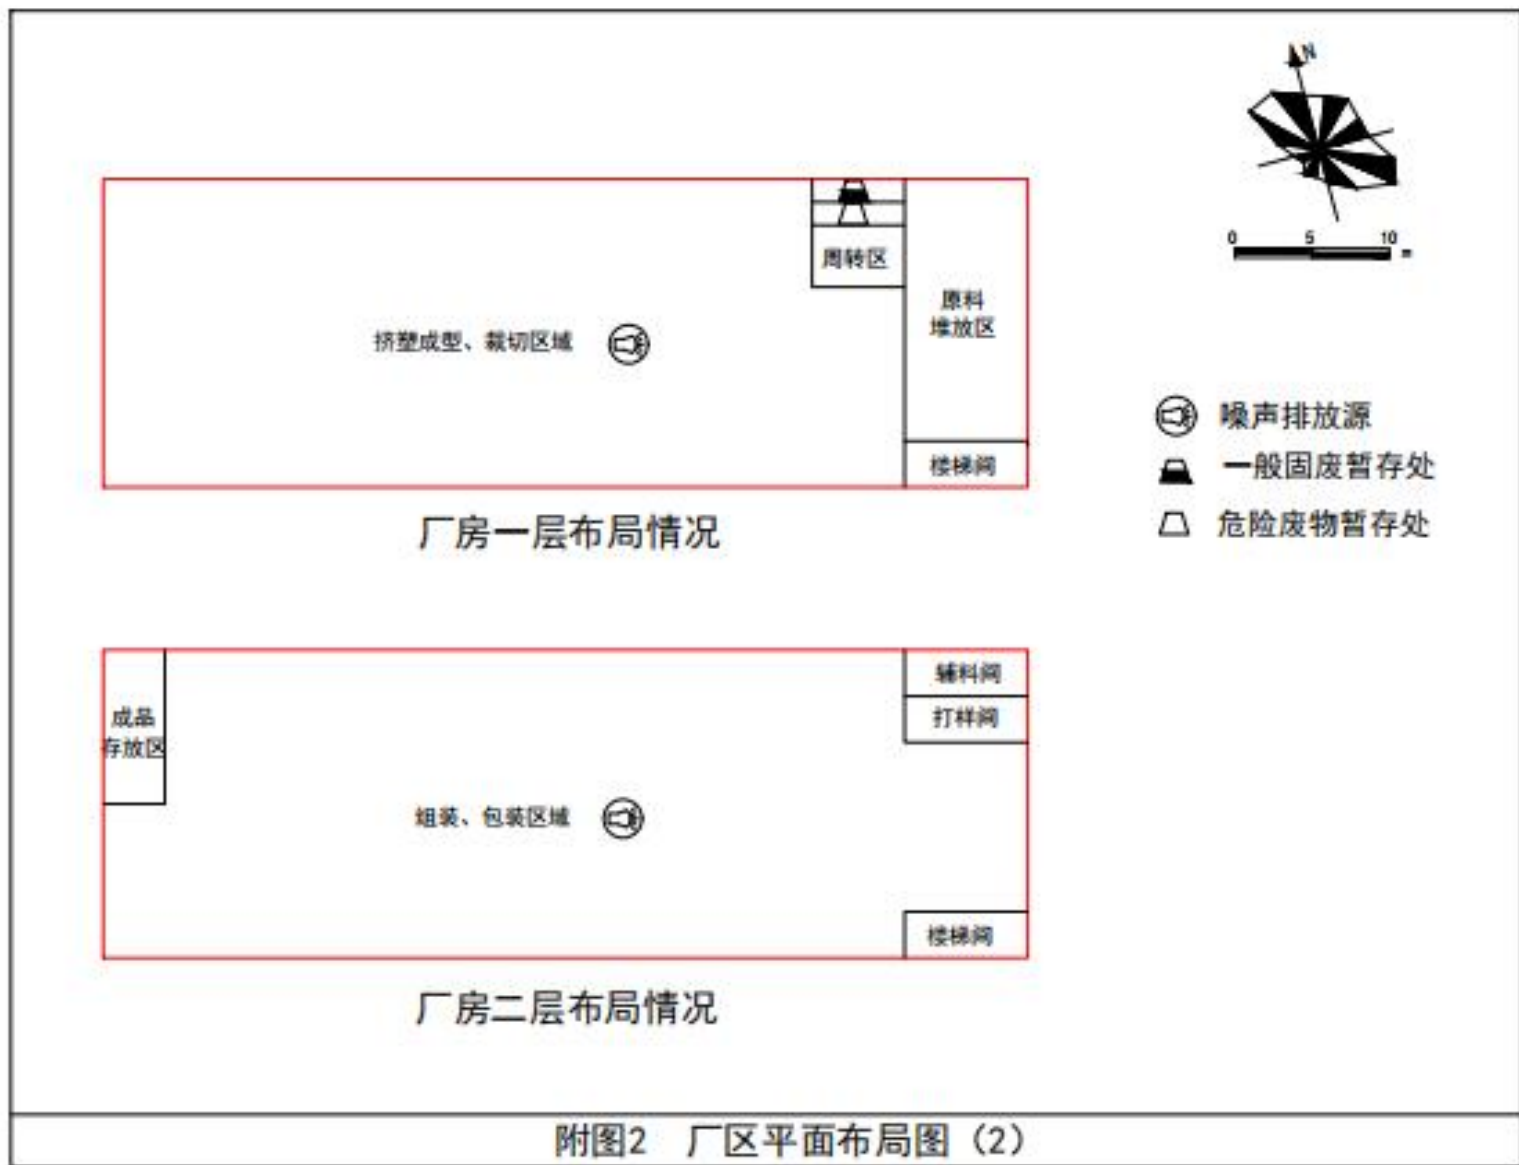 N
0 5 10
m
周转区
原料
堆放区
挤塑成型、裁切区域
楼梯间
噪声排放源
一般固废暂存处
危险废物暂存处
厂房一层布局情况
辅料间
打样间
成品
存放区
组装、包装区域
楼梯间
厂房二层布局情况
附图2 厂区平面布局图（2）